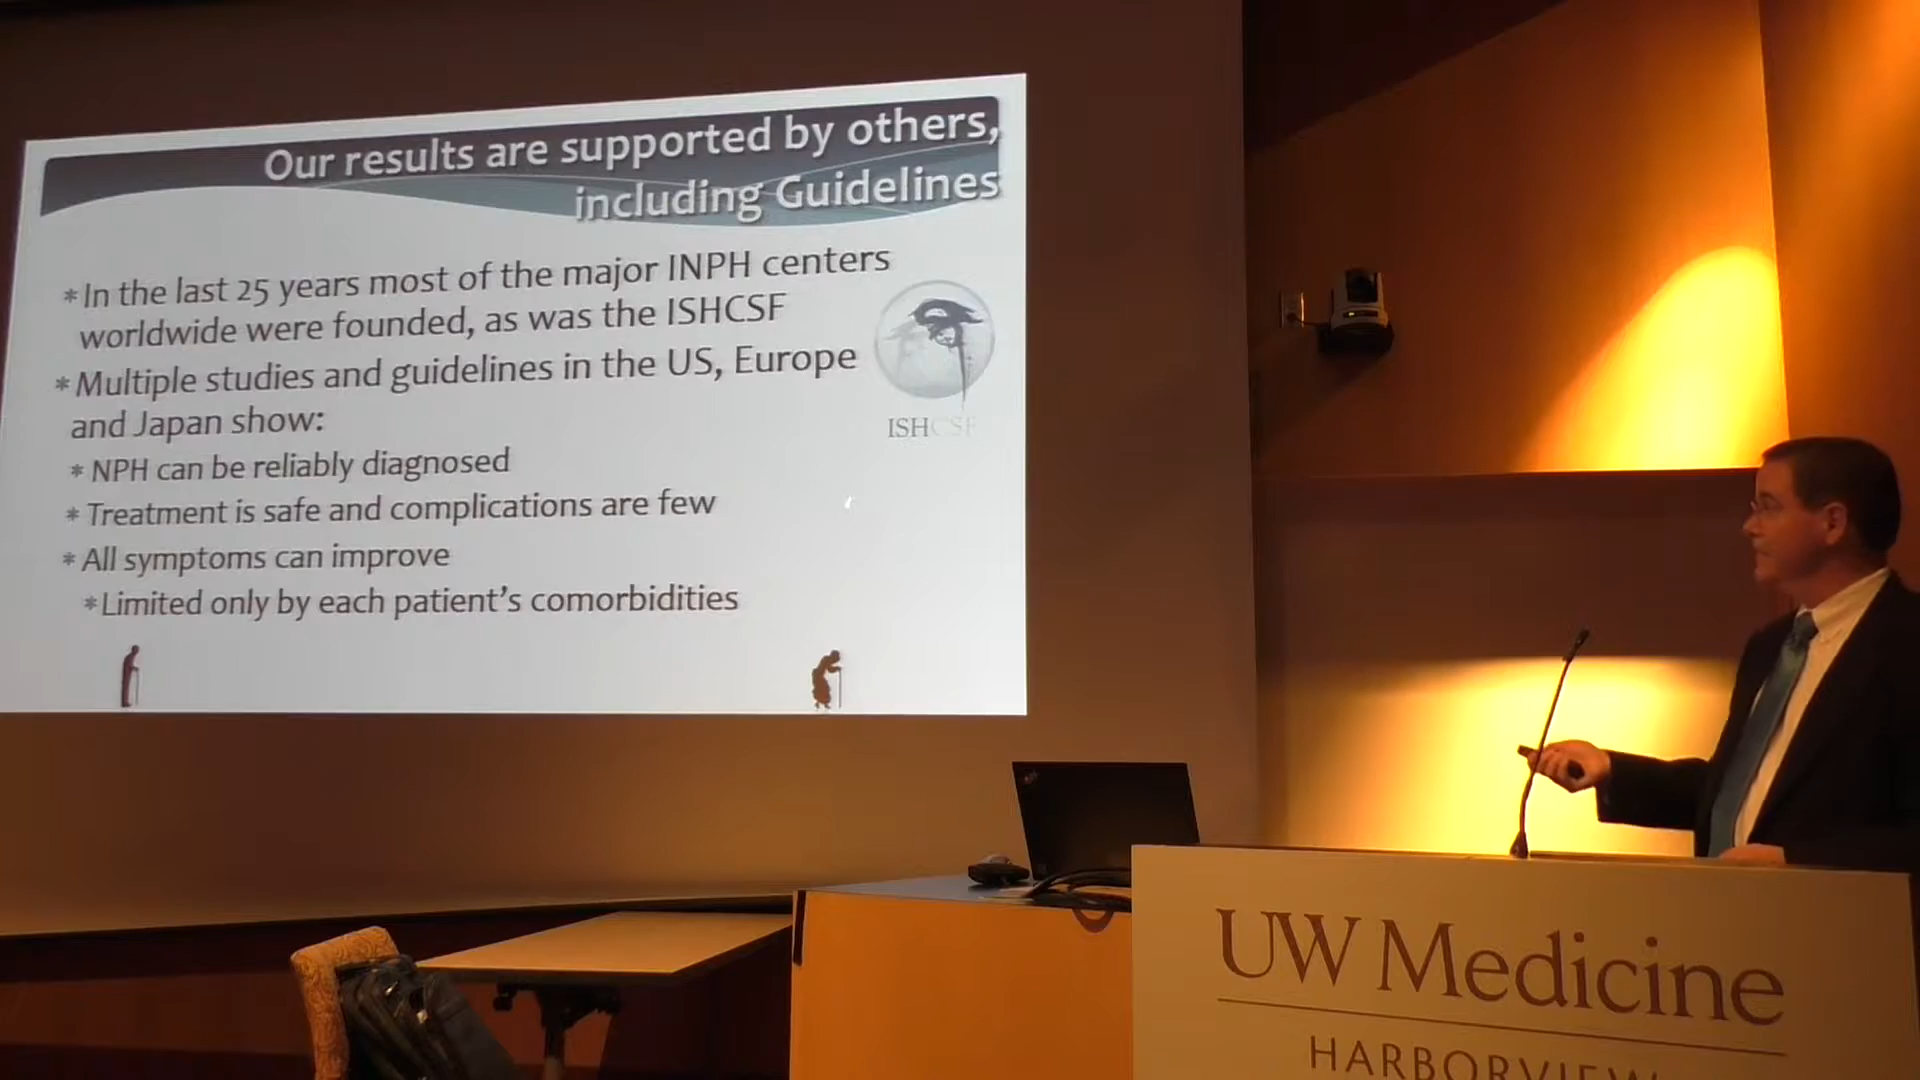 Our results are supported by others,
including Guidelines
*In the last 25 years most of the major INPH centers
worldwide were founded, as was the ISHCSF
*Multiple studies and guidelines in the US, Europe
and Japan show:
*NPH can be reliably diagnosed
*Treatment is safe and complications are few
*All symptoms can improve
*Limited only by each patient's comorbidities
ISHCSF
UW Medicine
HARBORVIEW